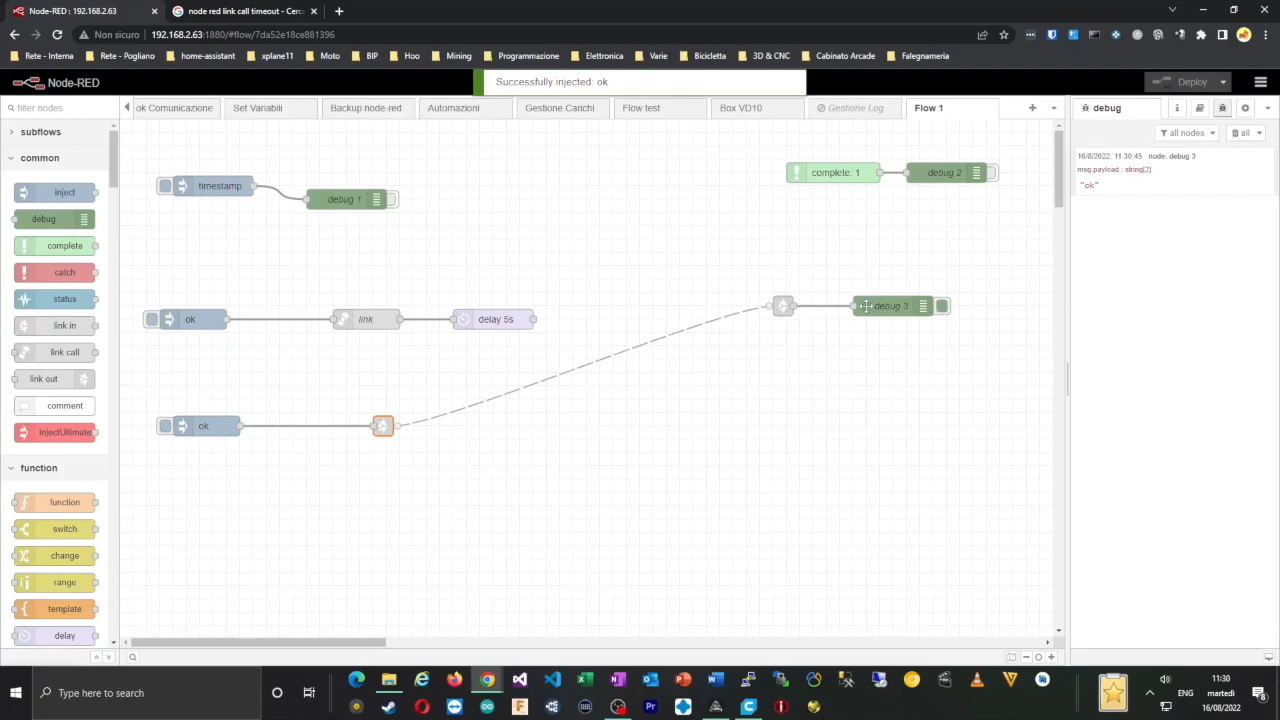 Node-RED : 192.168.2.63
node red link call timeout - Cerc
Non sicuro
192.168.2.63:1880/#flow/7da52e18ce881396
Rete - Interna
Rete - Pogliano
home-assistant
xplane11
Moto
BIP
Hoo
Mining
Programmazione
Elettronica
Varie
Bicicletta
3D & CNC
Cabinato Arcade
Falegnameria
Node-RED
Successfully injected: ok
Deploy
filter nodes
ok Comunicazione
Set Variabili
Backup node-red
Automazioni
Gestione Carichi
Flow test
Box VD10
Gestione Log
Flow 1
debug
subflows
all nodes
all
common
16/8/2022, 11.30.45 node: debug 3
msg.payload : string[2]
"ok"
complete: 1
debug 2
timestamp
debug 1
inject
debug
complete
catch
status
link in
link call
link out
comment
InjectUltimate
ok
link
delay 5s
debug 3
ok
function
function
switch
change
range
template
delay
Type here to search
ENG
11:30
martedì
16/08/2022
8